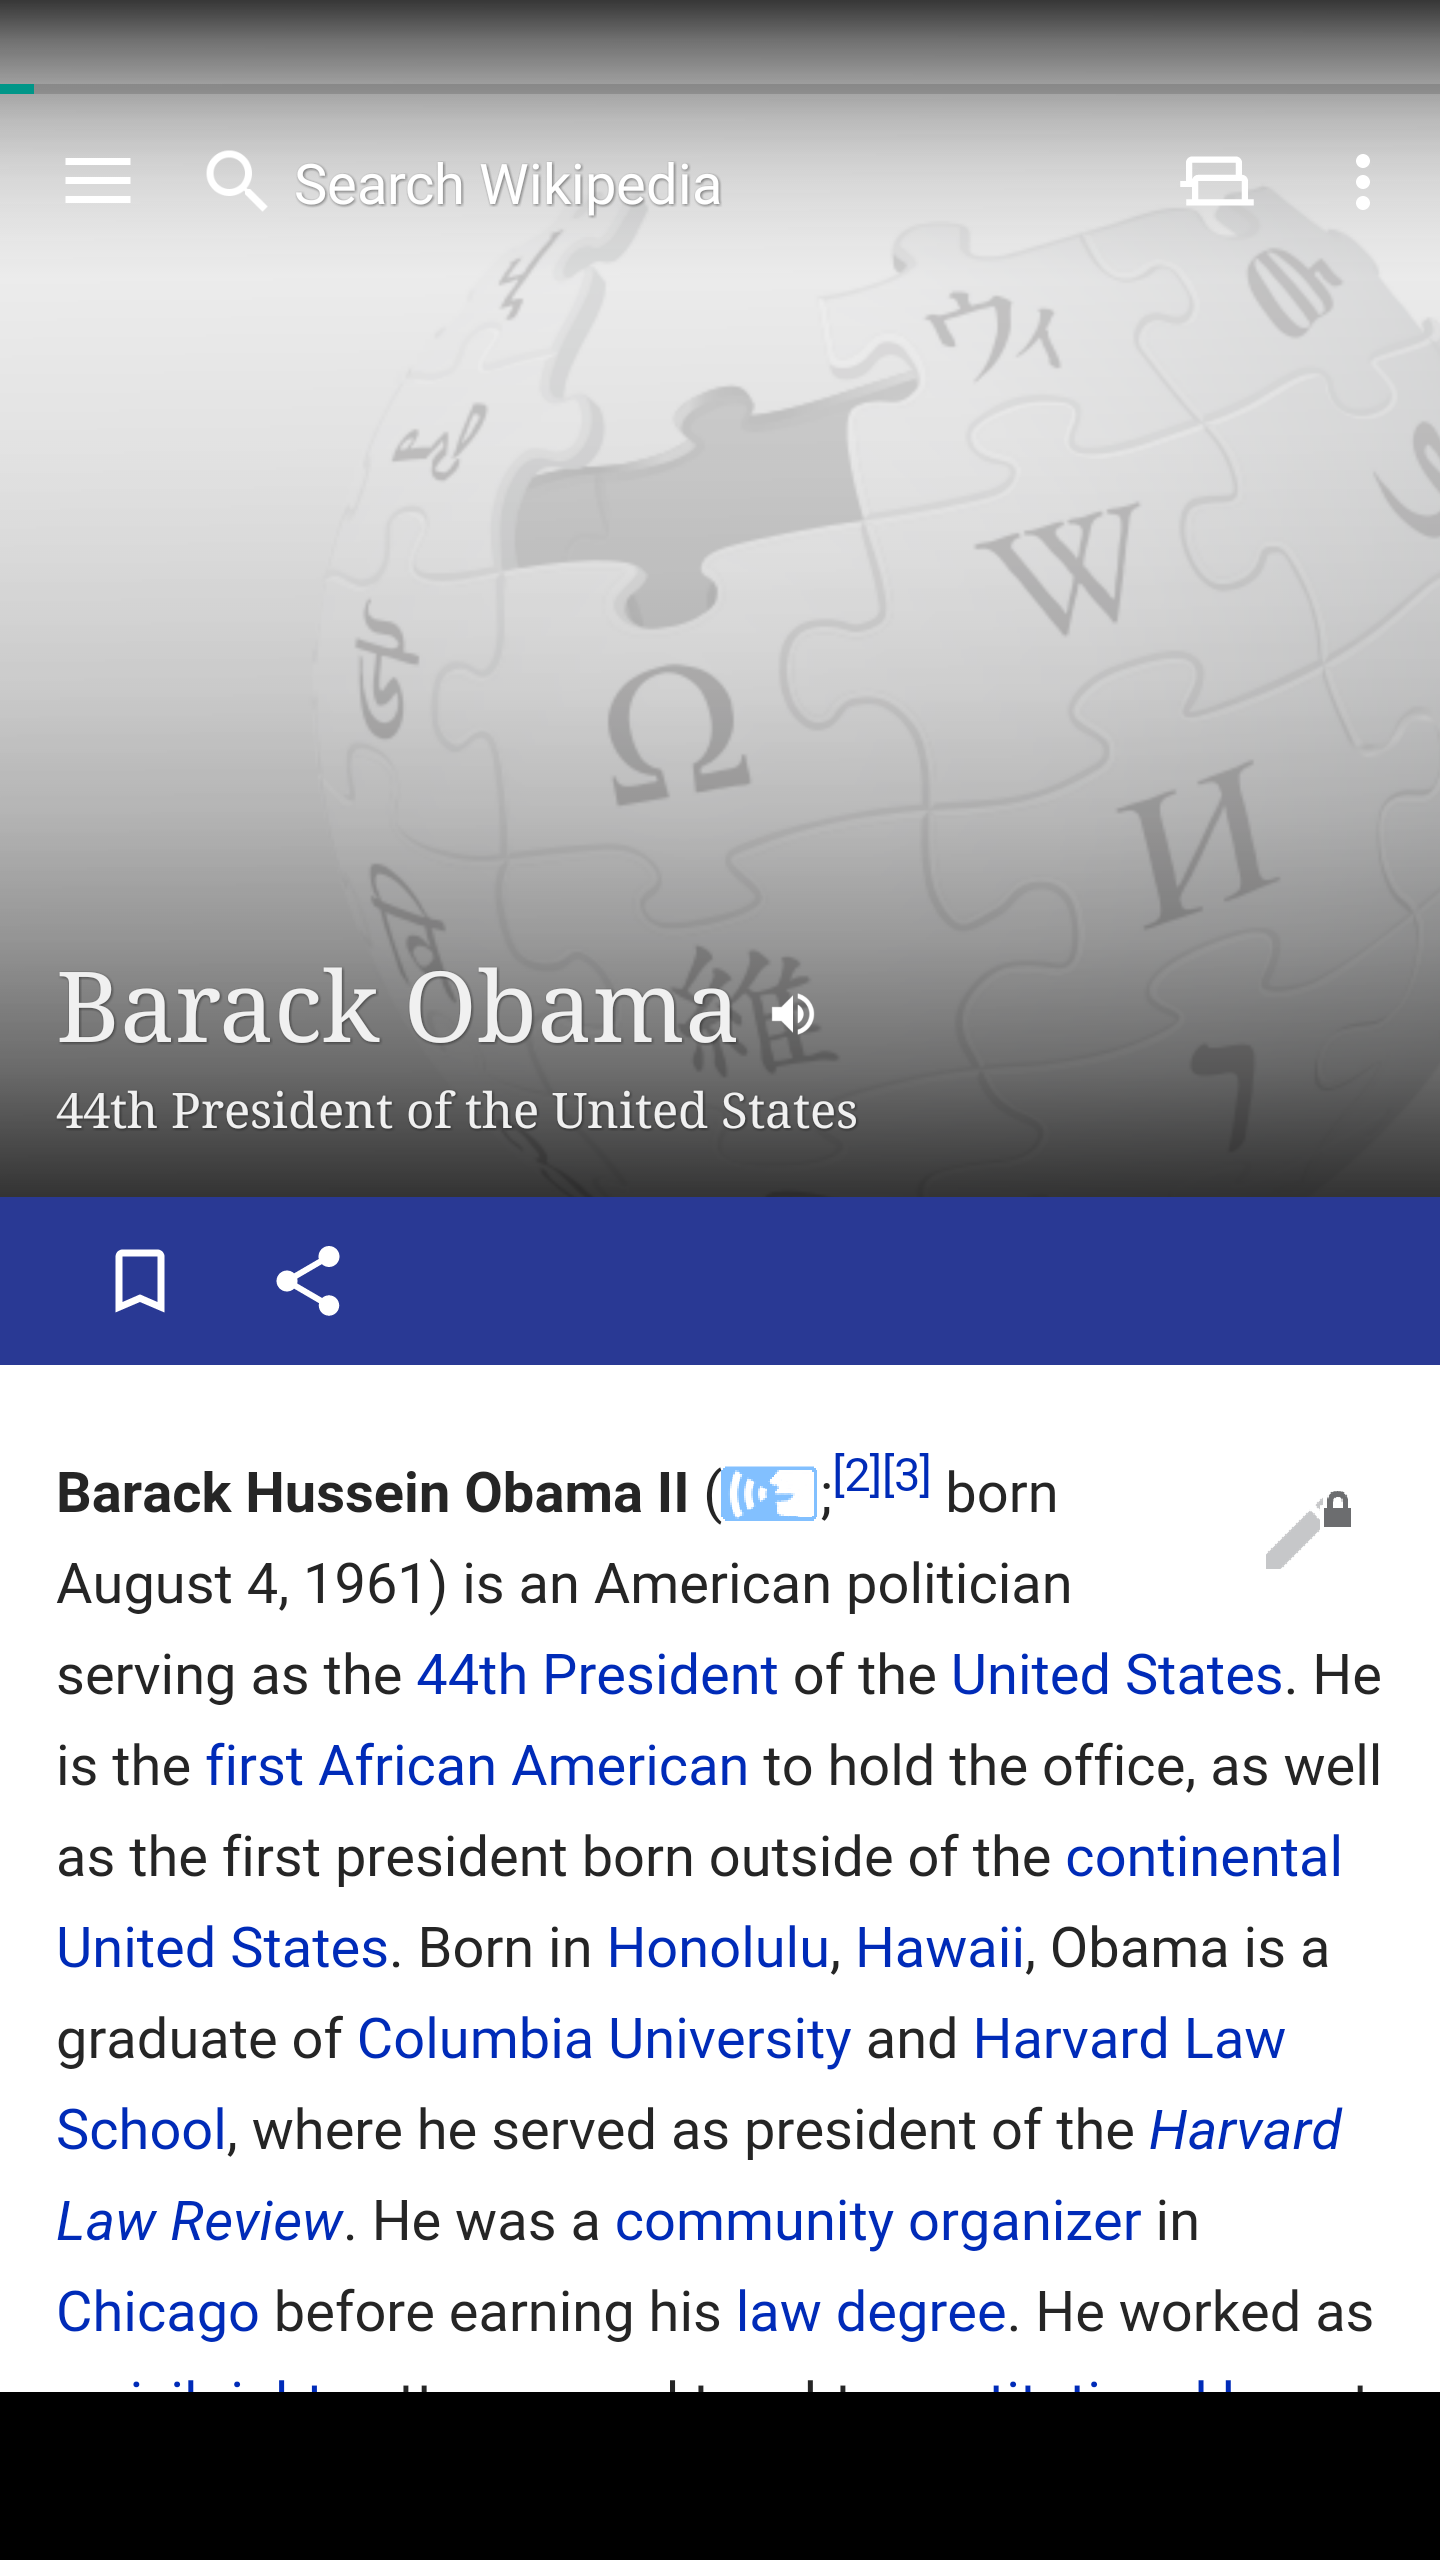 Search Wikipedia
ウィ
W
Ω
И
維
ר
Barack Obama
44th President of the United States
Barack Hussein Obama II (;[2][3] born
August 4, 1961) is an American politician
serving as the 44th President of the United States. He
is the first African American to hold the office, as well
as the first president born outside of the continental
United States. Born in Honolulu, Hawaii, Obama is a
graduate of Columbia University and Harvard Law
School, where he served as president of the Harvard
Law Review. He was a community organizer in
Chicago before earning his law degree. He worked as